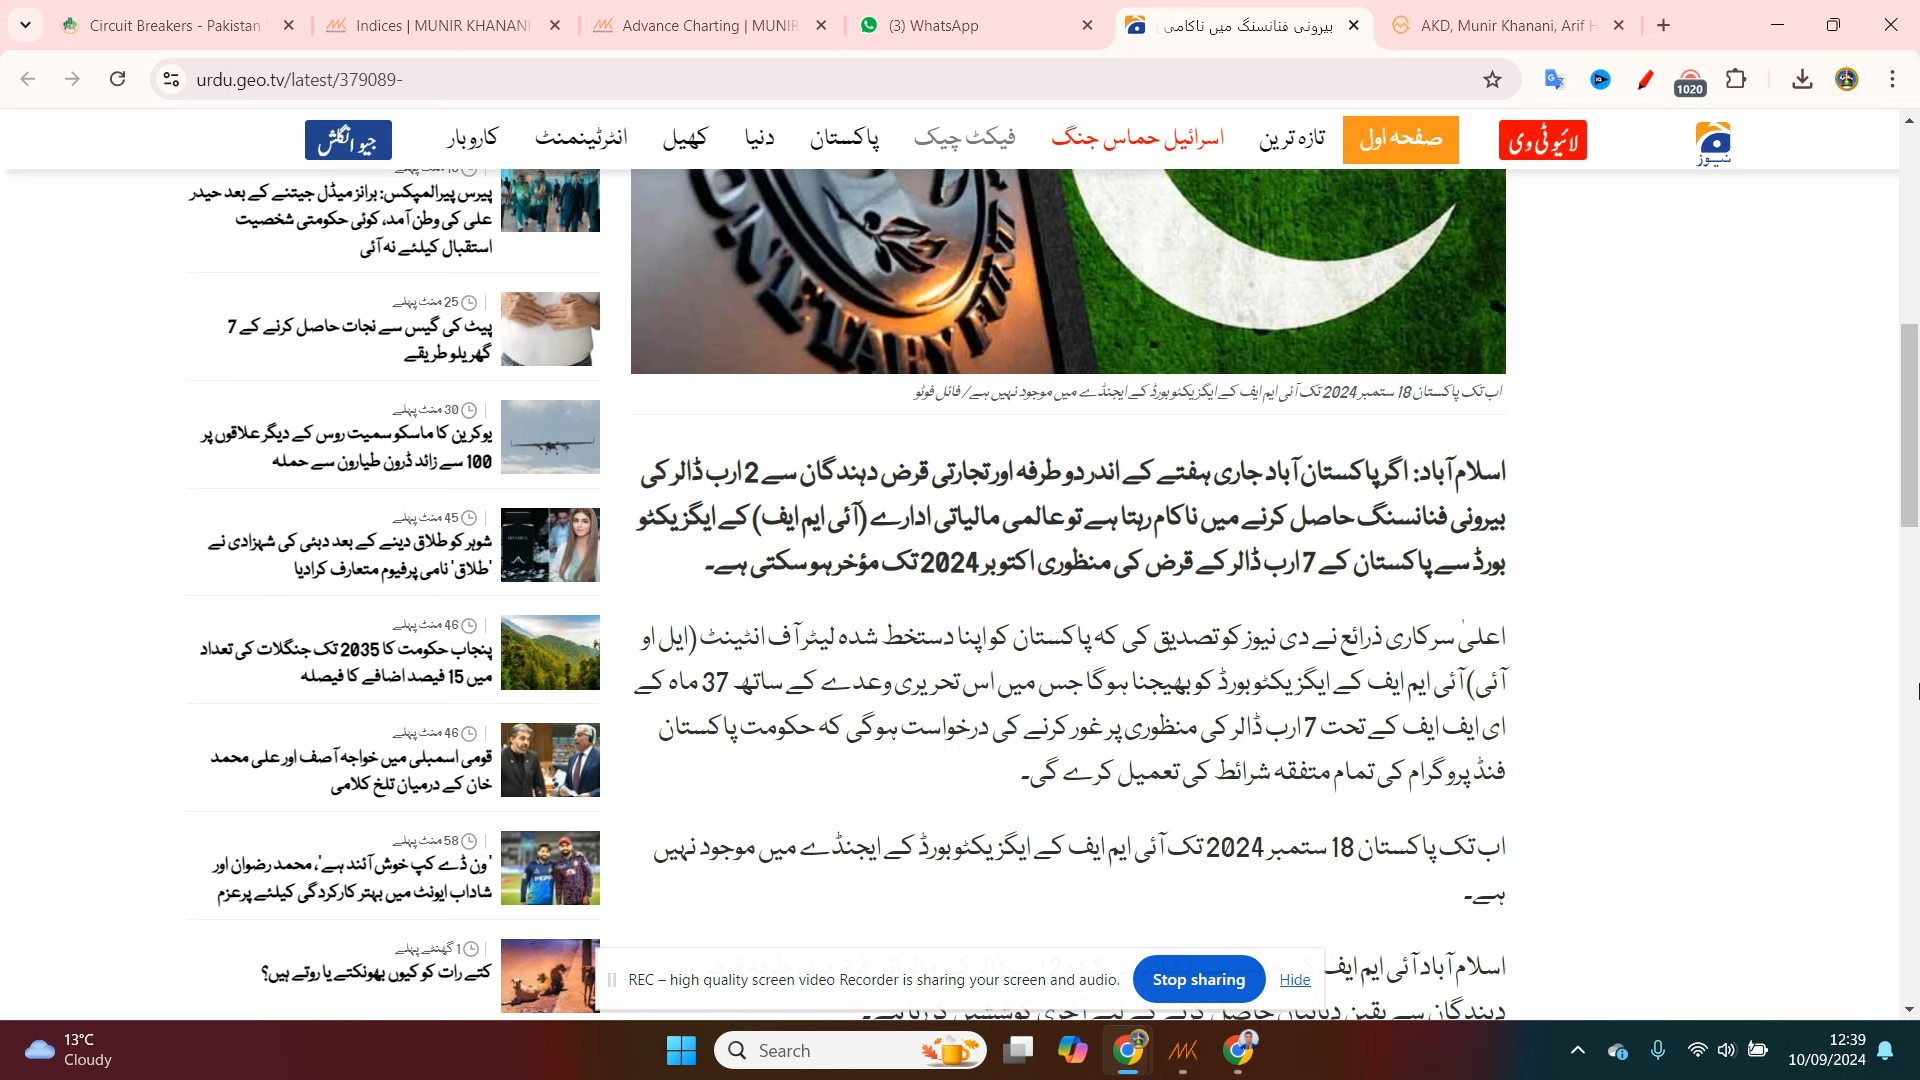 Circuit Breakers - Pakistan
Indices | MUNIR KHANANI
Advance Charting | MUNIR
(3) WhatsApp
بیرونی فنانسنگ میں ناکامی
AKD, Munir Khanani, Arif H
urdu.geo.tv/latest/379089-
1020
لائیو ٹی وی
صفحہ اول
تازہ ترین
اسرائیل حماس جنگ
فیکٹ چیک
پاکستان
دنیا
کھیل
انٹرٹینمنٹ
کاروبار
جیو انگلش
نیوز
اب تک پاکستان 18 ستمبر 2024 تک آئی ایم ایف کے ایگزیکٹو بورڈ کے ایجنڈے میں موجود نہیں ہے/ فائل فوٹو
اسلام آباد: اگر پاکستان آباد جاری ہفتے کے اندر دو طرفہ اور تجارتی قرض دہندگان سے 2 ارب ڈالر کی
بیرونی فنانسنگ حاصل کرنے میں ناکام رہتا ہے تو عالمی مالیاتی ادارے (آئی ایم ایف) کے ایگزیکٹو
بورڈ سے پاکستان کے 7 ارب ڈالر کے قرض کی منظوری اکتوبر 2024 تک مؤخر ہوسکتی ہے۔
اعلیٰ سرکاری ذرائع نے دی نیوز کو تصدیق کی کہ پاکستان کو اپنا دستخط شدہ لیٹر آف انٹینٹ (ایل او
آئی) آئی ایم ایف کے ایگزیکٹو بورڈ کو بھیجنا ہوگا جس میں اس تحریری وعدے کے ساتھ 37 ماہ کے
ای ایف ایف کے تحت 7 ارب ڈالر کی منظوری پر غور کرنے کی درخواست ہوگی کہ حکومت پاکستان
فنڈ پروگرام کی تمام متفقہ شرائط کی تعمیل کرے گی۔
اب تک پاکستان 18 ستمبر 2024 تک آئی ایم ایف کے ایگزیکٹو بورڈ کے ایجنڈے میں موجود نہیں
ہے۔
اسلام آباد آئی ایم ایف
دہندگان سے یقین دہانیاں حاصل کرنے کے لیے آخری کوششیں کر رہا ہے۔
پیرس پیرالمپکس: برانز میڈل جیتنے کے بعد حیدر
علی کی وطن آمد، کوئی حکومتی شخصیت
استقبال کیلئے نہ آئی
25 منٹ پہلے
پیٹ کی گیس سے نجات حاصل کرنے کے 7
گھریلو طریقے
30 منٹ پہلے
یوکرین کا ماسکو سمیت روس کے دیگر علاقوں پر
100 سے زائد ڈرون طیارون سے حملہ
45 منٹ پہلے
شوہر کو طلاق دینے کے بعد دبئی کی شہزادی نے
'طلاق' نامی پرفیوم متعارف کرادیا
46 منٹ پہلے
پنجاب حکومت کا 2035 تک جنگلات کی تعداد
میں 15 فیصد اضافے کا فیصلہ
46 منٹ پہلے
قومی اسمبلی میں خواجہ آصف اور علی محمد
خان کے درمیان تلخ کلامی
58 منٹ پہلے
'ون ڈے کپ خوش آئند ہے'، محمد رضوان اور
شاداب ایونٹ میں بہتر کارکردگی کیلئے پرعزم
1 گھنٹے پہلے
کتے رات کو کیوں بھونکتے یا روتے ہیں؟
REC – high quality screen video Recorder is sharing your screen and audio.
Stop sharing
Hide
13°C
Cloudy
Search
12:39
10/09/2024